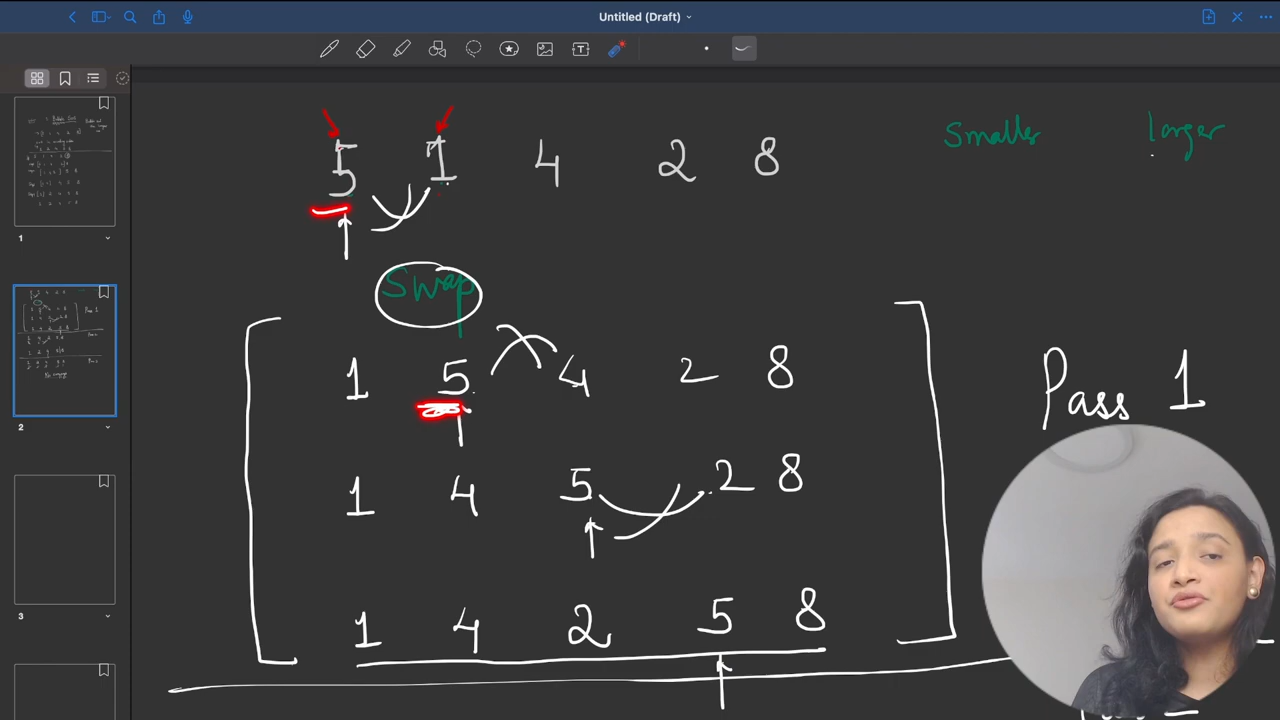 Untitled (Draft)
5 1 4 2 8
Smaller larger
Swap
1 5 4 2 8
Pass 1
1 4 5 2 8
1 4 2 5 8
1
2
3